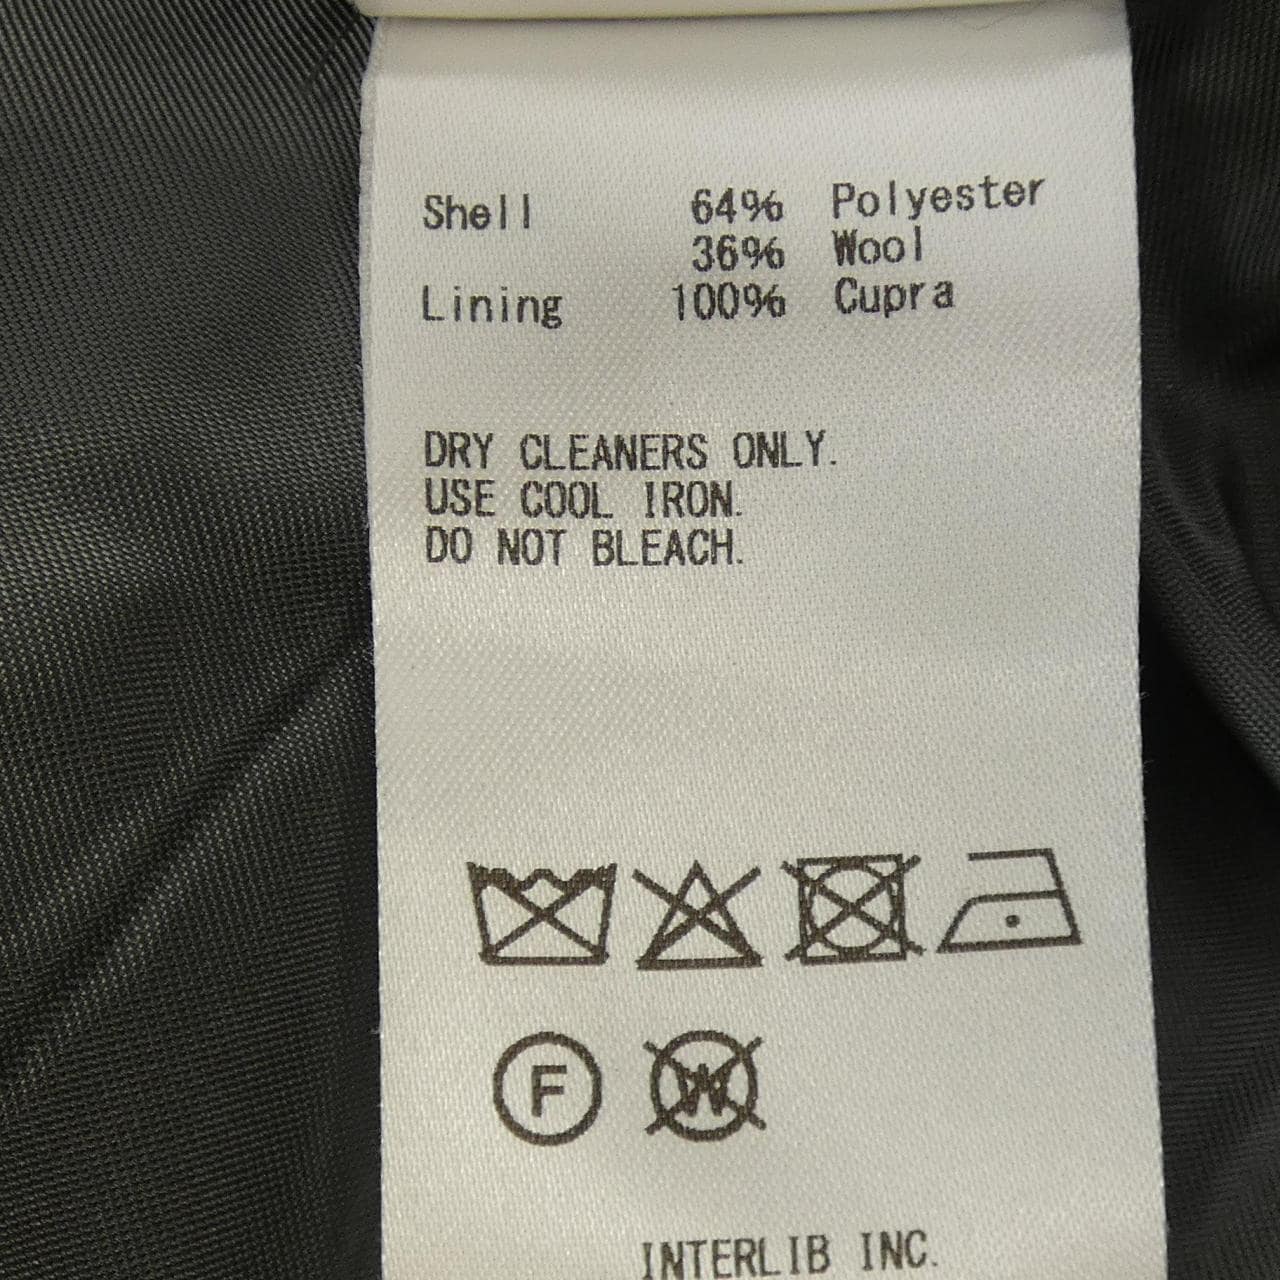 Shell 64% Polyester
36% Wool
Lining 100% Cupra
DRY CLEANERS ONLY.
USE COOL IRON.
DO NOT BLEACH.
F W
INTERLIB INC.